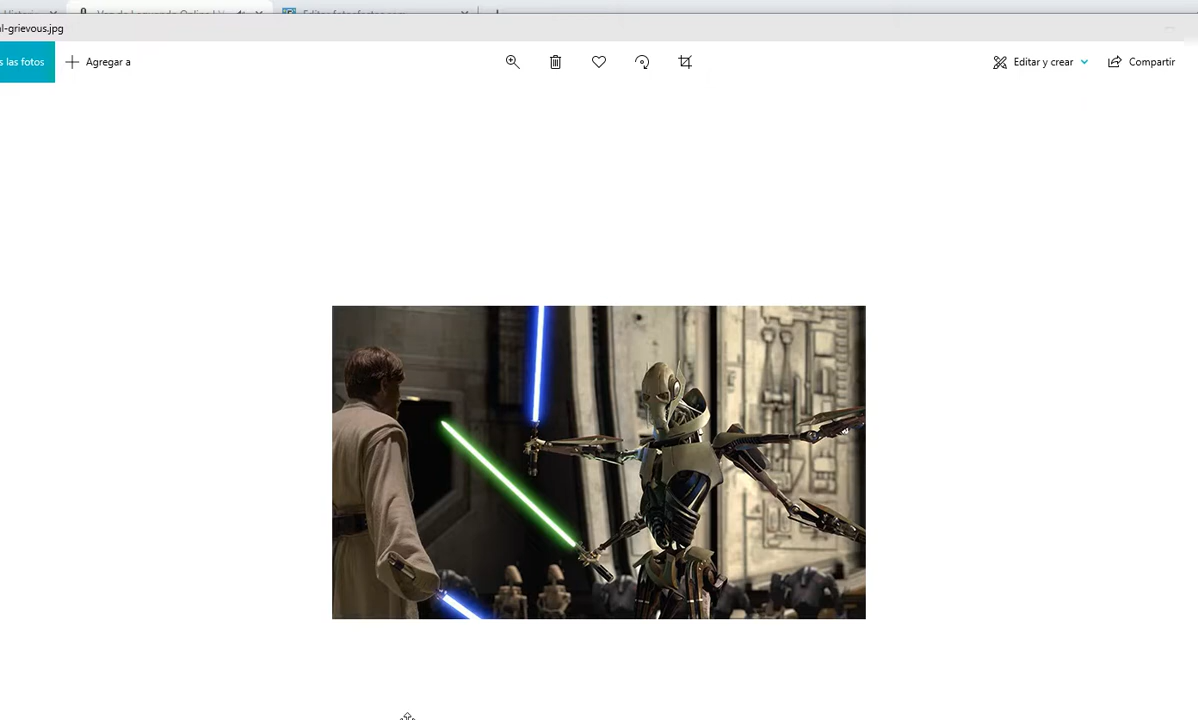 l-grievous.jpg
s las fotos
Agregar a
Editar y crear
Compartir